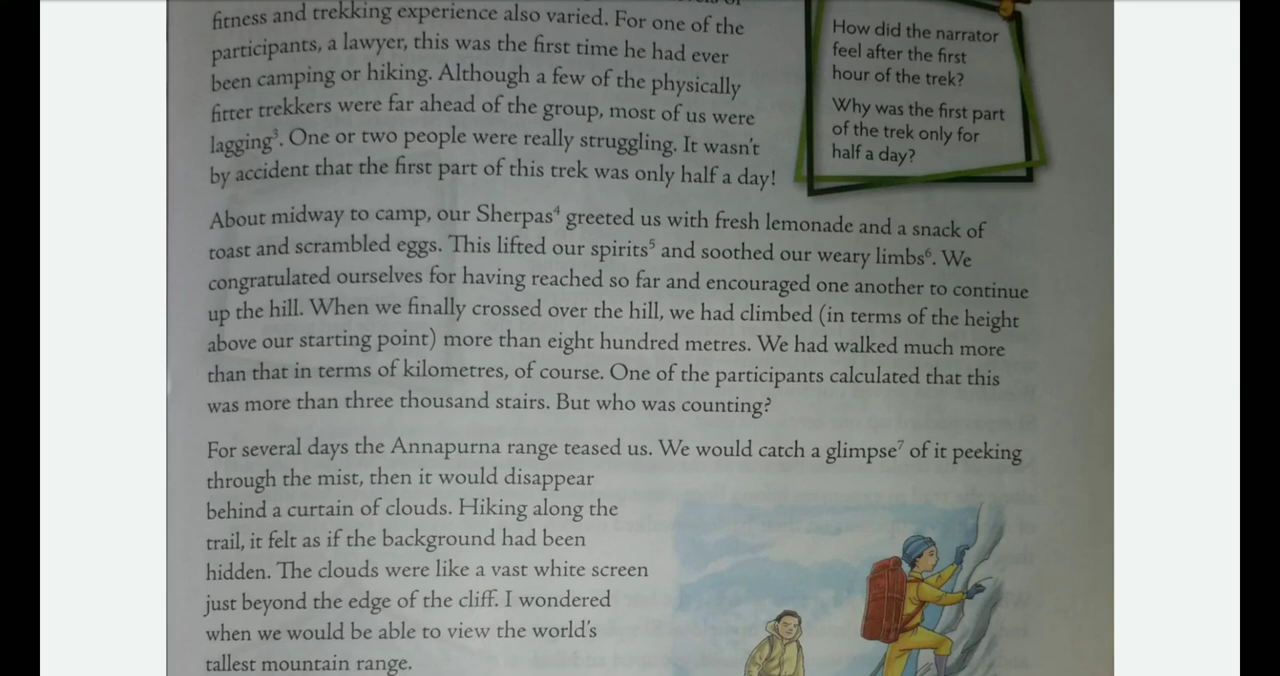 fitness and trekking experience also varied. For one of the
participants, a lawyer, this was the first time he had ever
been camping or hiking. Although a few of the physically
fitter trekkers were far ahead of the group, most of us were
lagging³. One or two people were really struggling. It wasn't
by accident that the first part of this trek was only half a day!
How did the narrator
feel after the first
hour of the trek?
Why was the first part
of the trek only for
half a day?
About midway to camp, our Sherpas⁴ greeted us with fresh lemonade and a snack of
toast and scrambled eggs. This lifted our spirits⁵ and soothed our weary limbs⁶. We
congratulated ourselves for having reached so far and encouraged one another to continue
up the hill. When we finally crossed over the hill, we had climbed (in terms of the height
above our starting point) more than eight hundred metres. We had walked much more
than that in terms of kilometres, of course. One of the participants calculated that this
was more than three thousand stairs. But who was counting?
For several days the Annapurna range teased us. We would catch a glimpse⁷ of it peeking
through the mist, then it would disappear
behind a curtain of clouds. Hiking along the
trail, it felt as if the background had been
hidden. The clouds were like a vast white screen
just beyond the edge of the cliff. I wondered
when we would be able to view the world's
tallest mountain range.